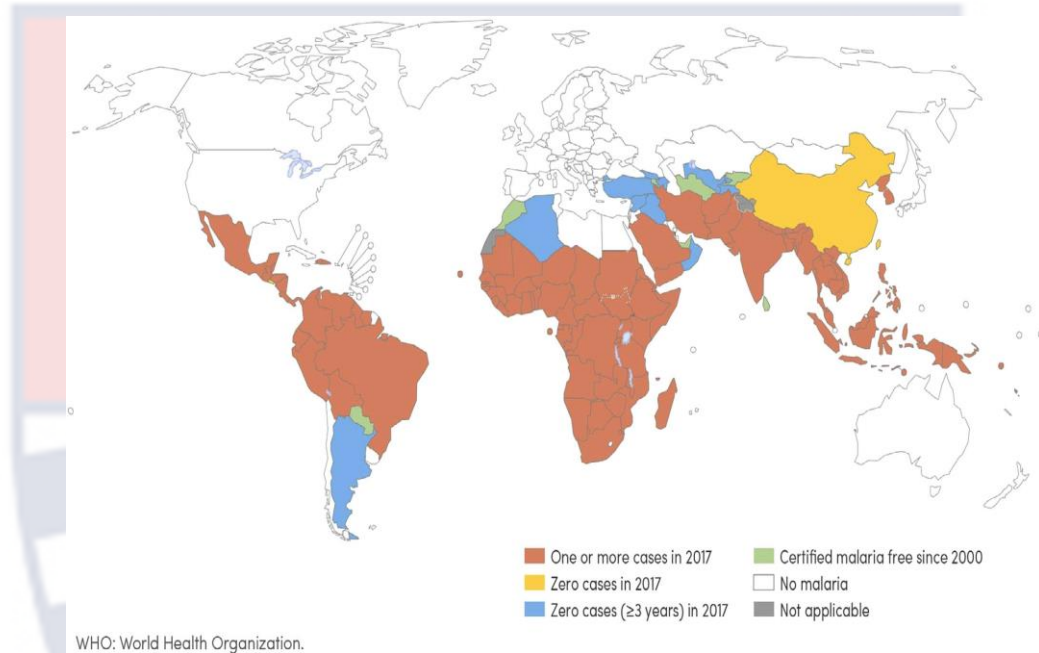 One or more cases in 2017
Zero cases in 2017
Zero cases (≥3 years) in 2017
Certified malaria free since 2000
No malaria
Not applicable
WHO: World Health Organization.